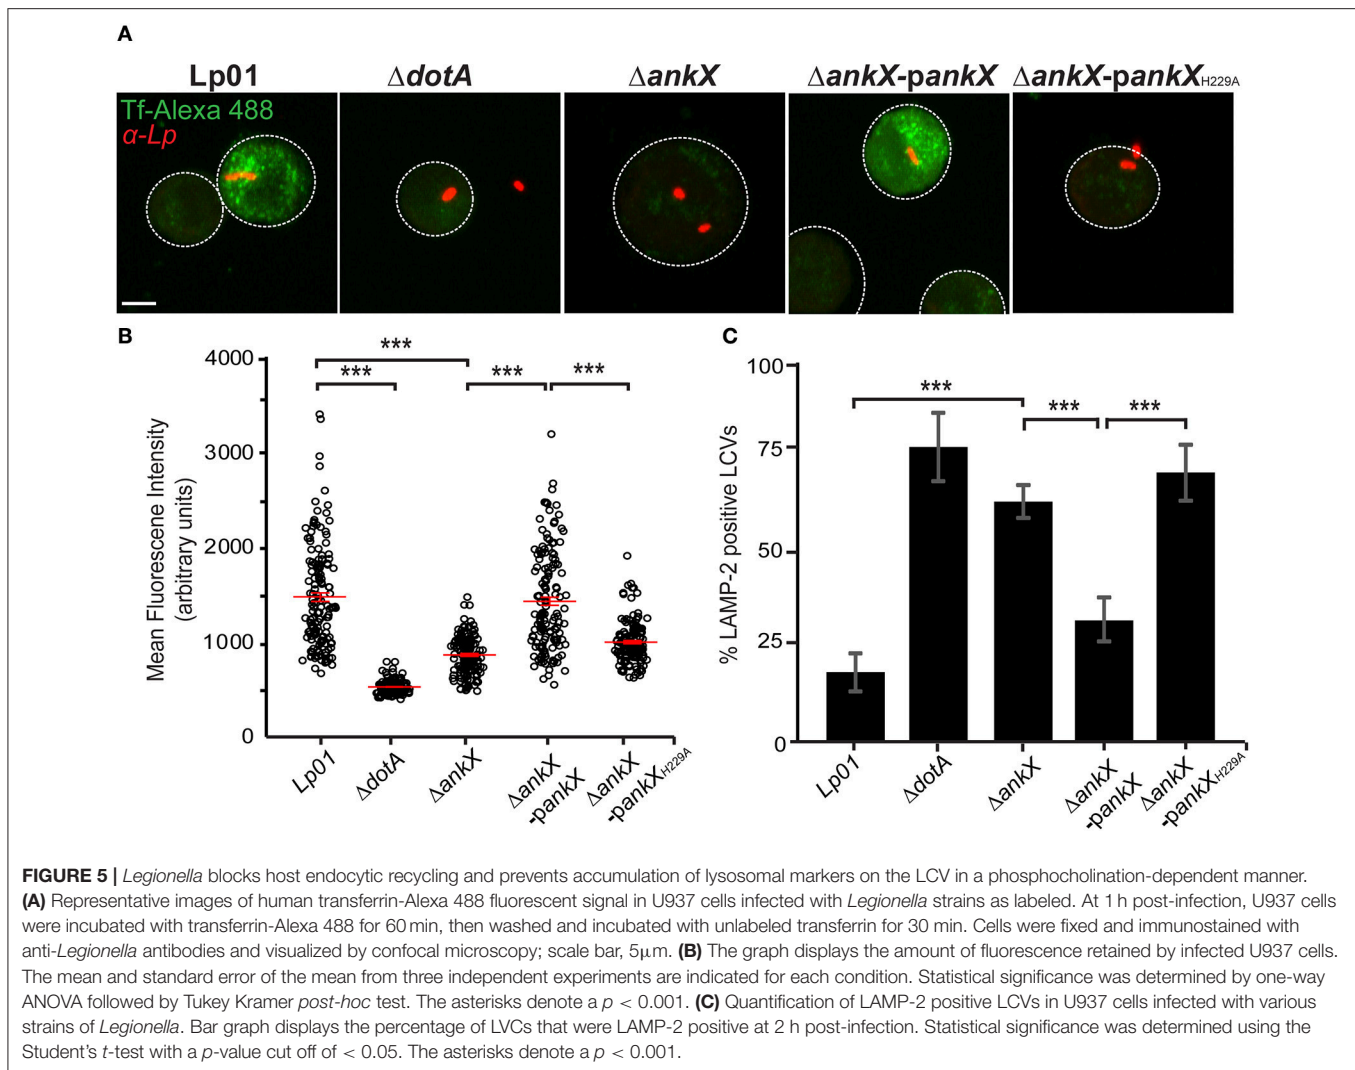 A
Lp01
ΔdotA
ΔankX
ΔankX-pankX
ΔankX-pankXH229A
Tf-Alexa 488
α-Lp
B
Mean Fluorescene Intensity
(arbitrary units)
4000
3000
2000
1000
0
***
***
***
***
Lp01
ΔdotA
ΔankX
ΔankX
-pankX
ΔankX
-pankXH229A
C
% LAMP-2 positive LCVs
100
75
50
25
0
***
***
***
Lp01
ΔdotA
ΔankX
ΔankX
-pankX
ΔankX
-pankXH229A
FIGURE 5 | Legionella blocks host endocytic recycling and prevents accumulation of lysosomal markers on the LCV in a phosphocholination-dependent manner.
(A) Representative images of human transferrin-Alexa 488 fluorescent signal in U937 cells infected with Legionella strains as labeled. At 1 h post-infection, U937 cells
were incubated with transferrin-Alexa 488 for 60 min, then washed and incubated with unlabeled transferrin for 30 min. Cells were fixed and immunostained with
anti-Legionella antibodies and visualized by confocal microscopy; scale bar, 5μm. (B) The graph displays the amount of fluorescence retained by infected U937 cells.
The mean and standard error of the mean from three independent experiments are indicated for each condition. Statistical significance was determined by one-way
ANOVA followed by Tukey Kramer post-hoc test. The asterisks denote a p < 0.001. (C) Quantification of LAMP-2 positive LCVs in U937 cells infected with various
strains of Legionella. Bar graph displays the percentage of LVCs that were LAMP-2 positive at 2 h post-infection. Statistical significance was determined using the
Student's t-test with a p-value cut off of < 0.05. The asterisks denote a p < 0.001.